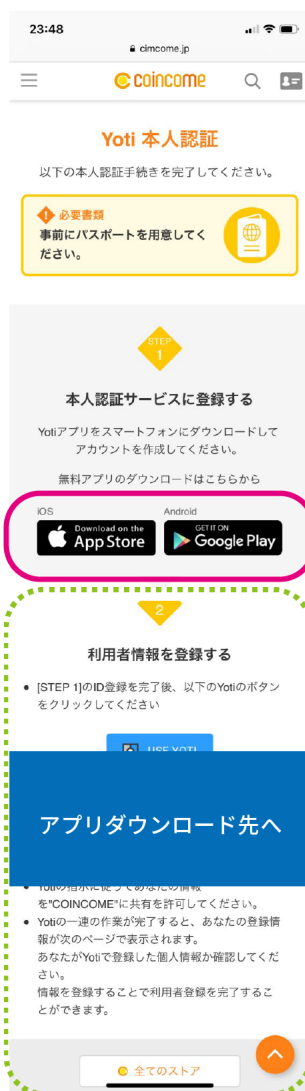 23:48
cimcome.jp
coincome
Yoti 本人認証
以下の本人認証手続きを完了してください。
必要書類
事前にパスポートを用意してく
ださい。
STEP
1
本人認証サービスに登録する
Yotiアプリをスマートフォンにダウンロードして
アカウントを作成してください。
無料アプリのダウンロードはこちらから
iOS
Android
Download on the
App Store
GET IT ON
Google Play
2
利用者情報を登録する
• [STEP 1]のID登録を完了後、以下のYotiのボタン
をクリックしてください
USE YOTI
アプリダウンロード先へ
• Yotiの指示に従ってあなたの情報
を"COINCOME"に共有を許可してください。
• Yotiの一連の作業が完了すると、あなたの登録情
報が次のページで表示されます。
あなたがYotiで登録した個人情報か確認してくだ
さい。
情報を登録することで利用者登録を完了するこ
とができます。
全てのストア